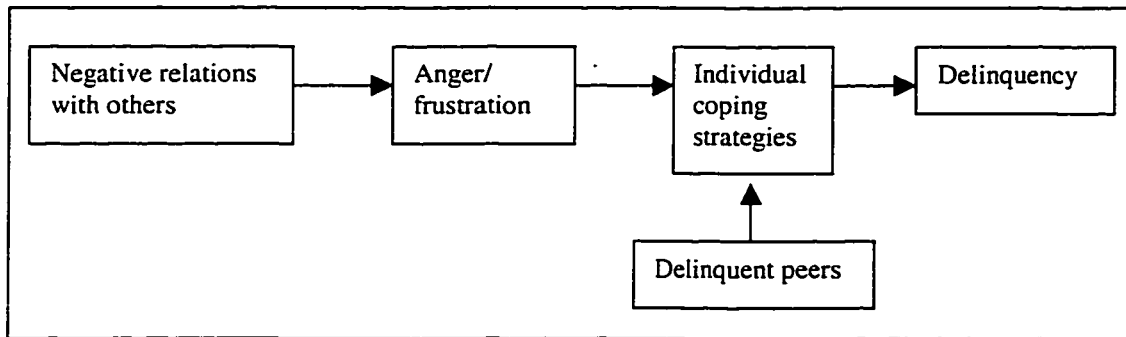 Negative relations
with others
Anger/
frustration
Individual
coping
strategies
Delinquency
Delinquent peers